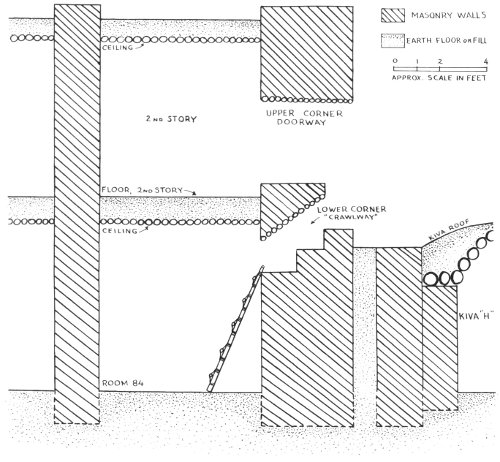 MASONRY WALLS
EARTH FLOOR OR FILL
0 1 2 4
APPROX. SCALE IN FEET
CEILING
2ND STORY
UPPER CORNER
DOORWAY
FLOOR, 2ND STORY
CEILING
LOWER CORNER
"CRAWLWAY"
KIVA ROOF
KIVA "H"
ROOM 84